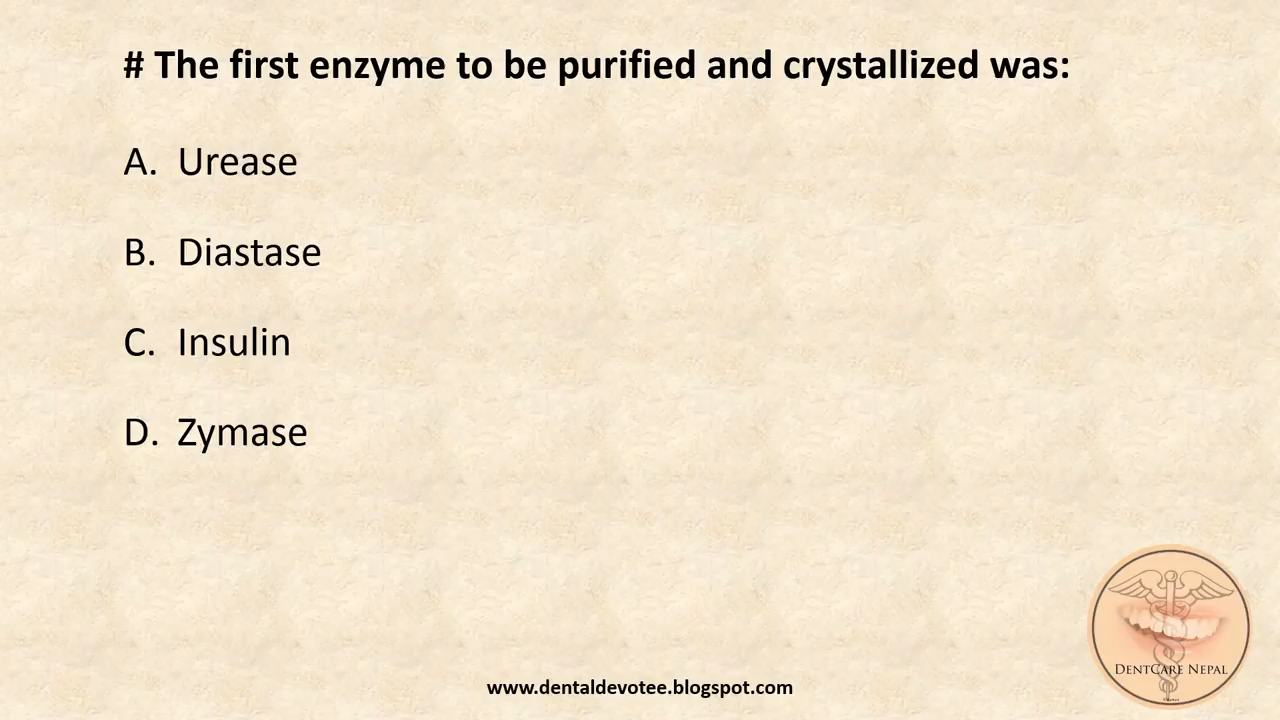 # The first enzyme to be purified and crystallized was:
A. Urease
B. Diastase
C. Insulin
D. Zymase
DENTCARE NEPAL
www.dentaldevotee.blogspot.com